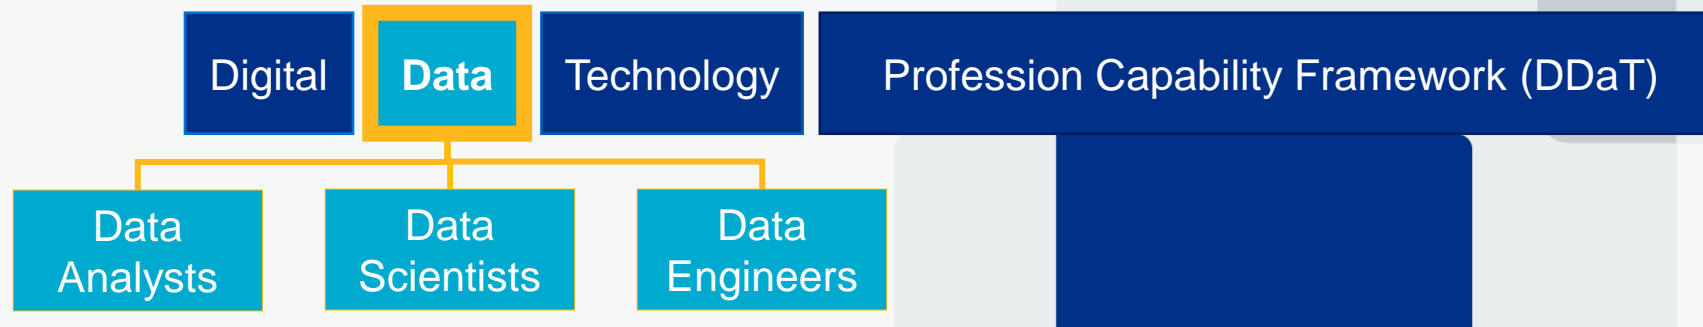 Digital Data Technology Profession Capability Framework (DDaT)
Data
Analysts
Data
Scientists
Data
Engineers